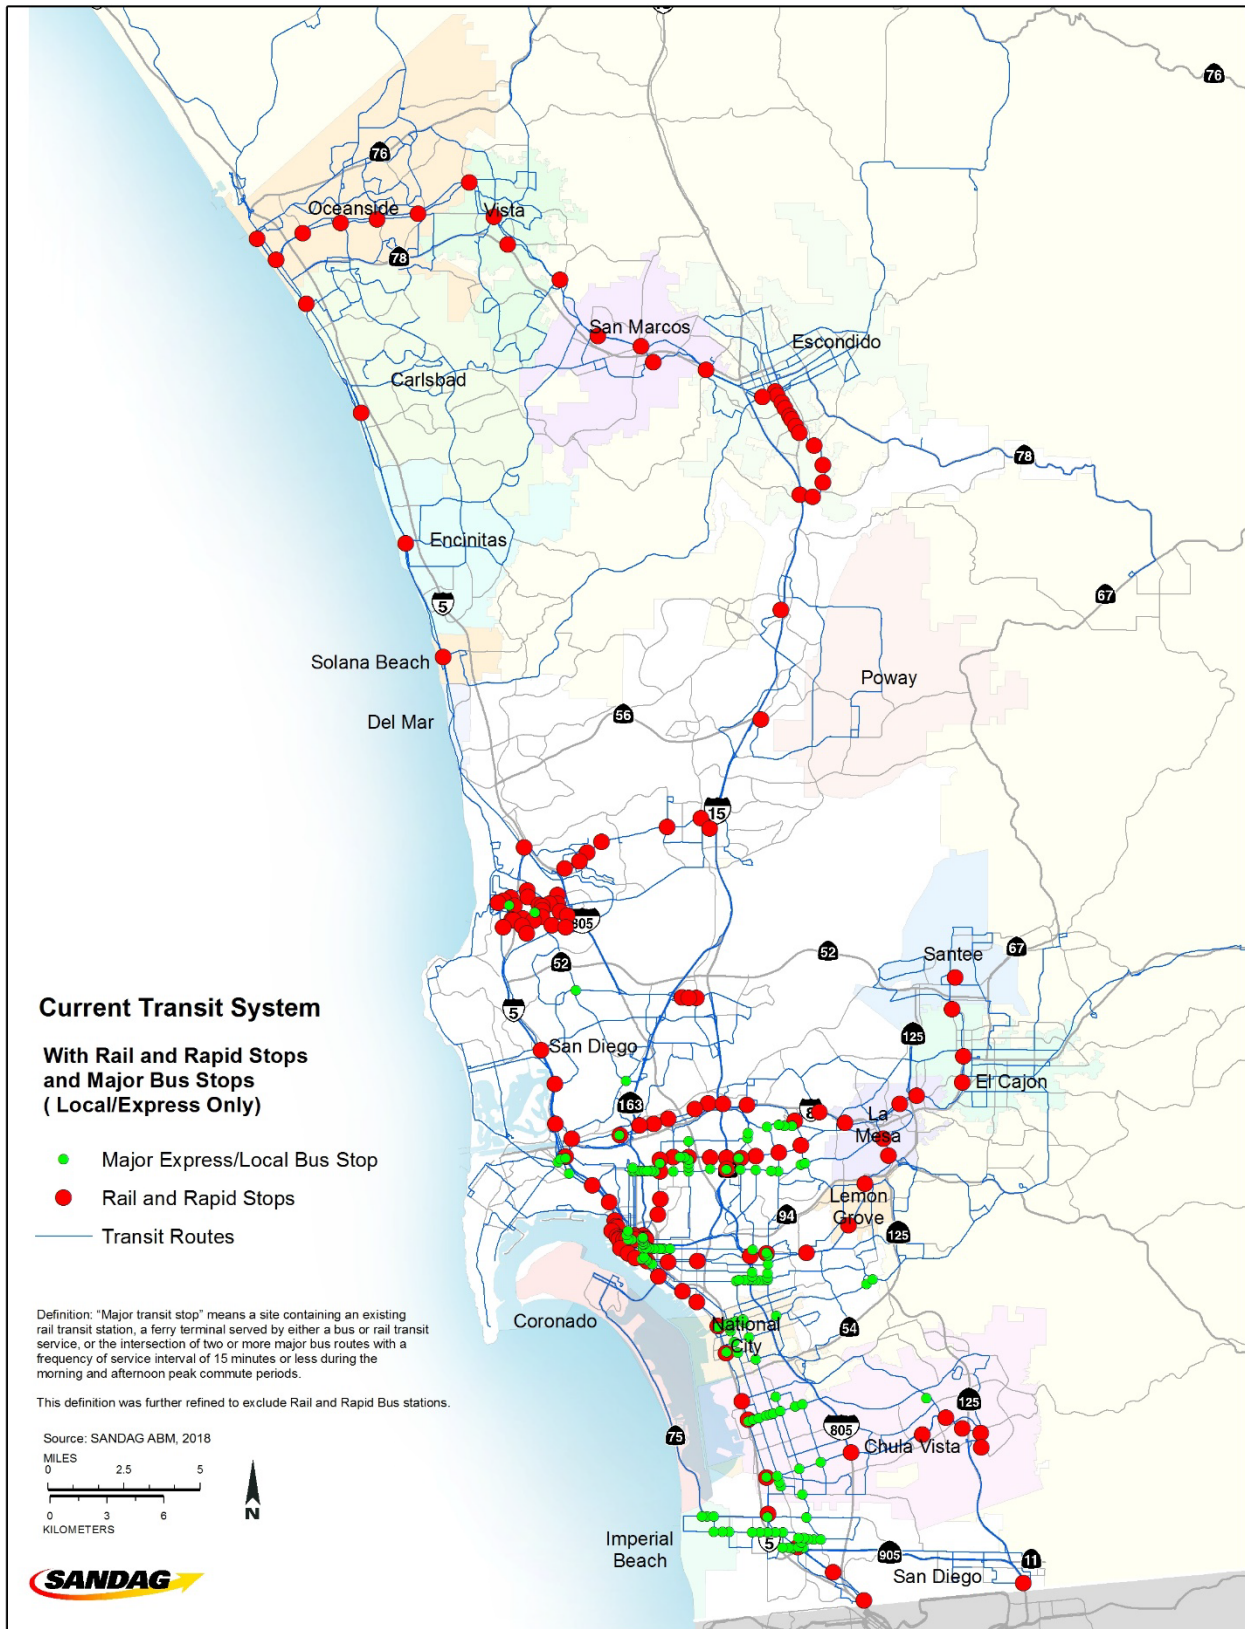 76
76
Oceanside
Vista
78
San Marcos
Escondido
Carlsbad
78
Encinitas
5
67
Solana Beach
Poway
Del Mar
56
15
805
Santee
67
52
52
Current Transit System
5
125
San Diego
With Rail and Rapid Stops
and Major Bus Stops
( Local/Express Only)
El Cajon
163
8
La
Mesa
Major Express/Local Bus Stop
Rail and Rapid Stops
Lemon
Grove
94
125
Transit Routes
Definition: “Major transit stop” means a site containing an existing
rail transit station, a ferry terminal served by either a bus or rail transit
service, or the intersection of two or more major bus routes with a
frequency of service interval of 15 minutes or less during the
morning and afternoon peak commute periods.
Coronado
National
City
54
This definition was further refined to exclude Rail and Rapid Bus stations.
125
Source: SANDAG ABM, 2018
75
805
Chula Vista
MILES
0 2.5 5
0 3 6
KILOMETERS
N
Imperial
Beach
5
905
11
San Diego
SANDAG